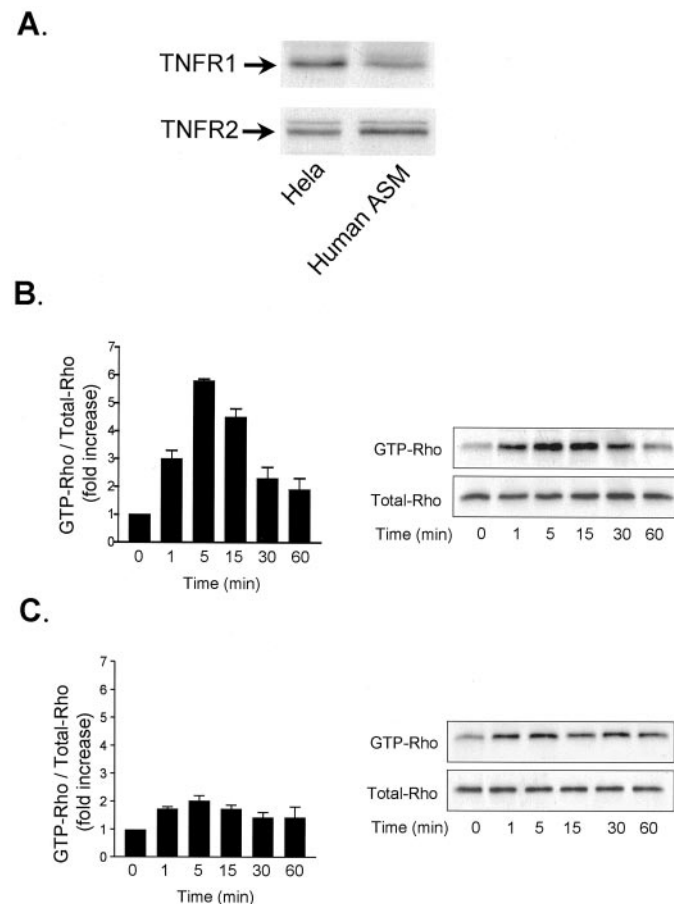 A.
TNFR1
TNFR2
Hela
Human ASM
B.
GTP-Rho / Total-Rho
(fold increase)
7
6
5
4
3
2
1
0 1 5 15 30 60
Time (min)
GTP-Rho
Total-Rho
Time (min) 0 1 5 15 30 60
C.
GTP-Rho / Total-Rho
(fold increase)
7
6
5
4
3
2
1
0
0 1 5 15 30 60
Time (min)
GTP-Rho
Total-Rho
Time (min) 0 1 5 15 30 60